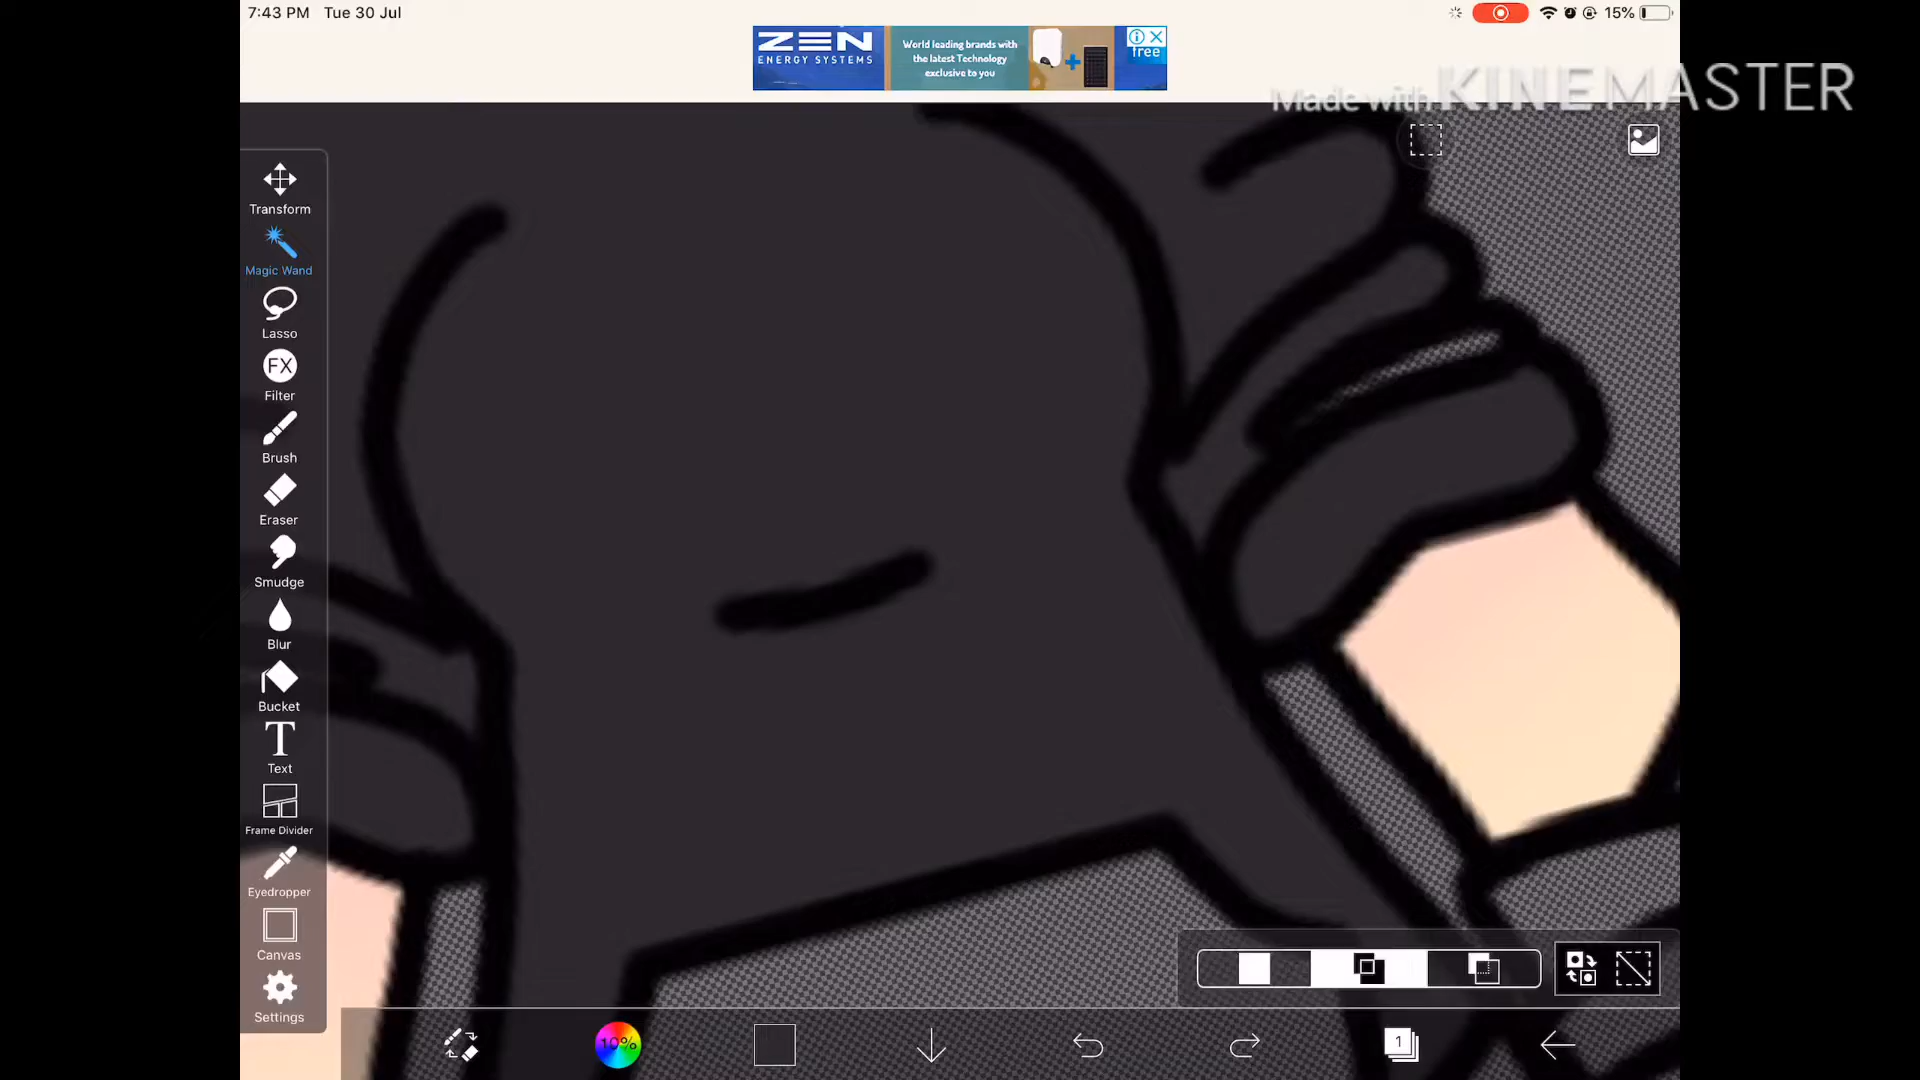 7:43 PM Tue 30 Jul
15%
ZEN
ENERGY SYSTEMS
World leading brands with
the latest Technology
exclusive to you
free
Made with KINEMASTER
Transform
Magic Wand
Lasso
FX
Filter
Brush
Eraser
Smudge
Blur
Bucket
T
Text
Frame Divider
Eyedropper
Canvas
Settings
10%
1